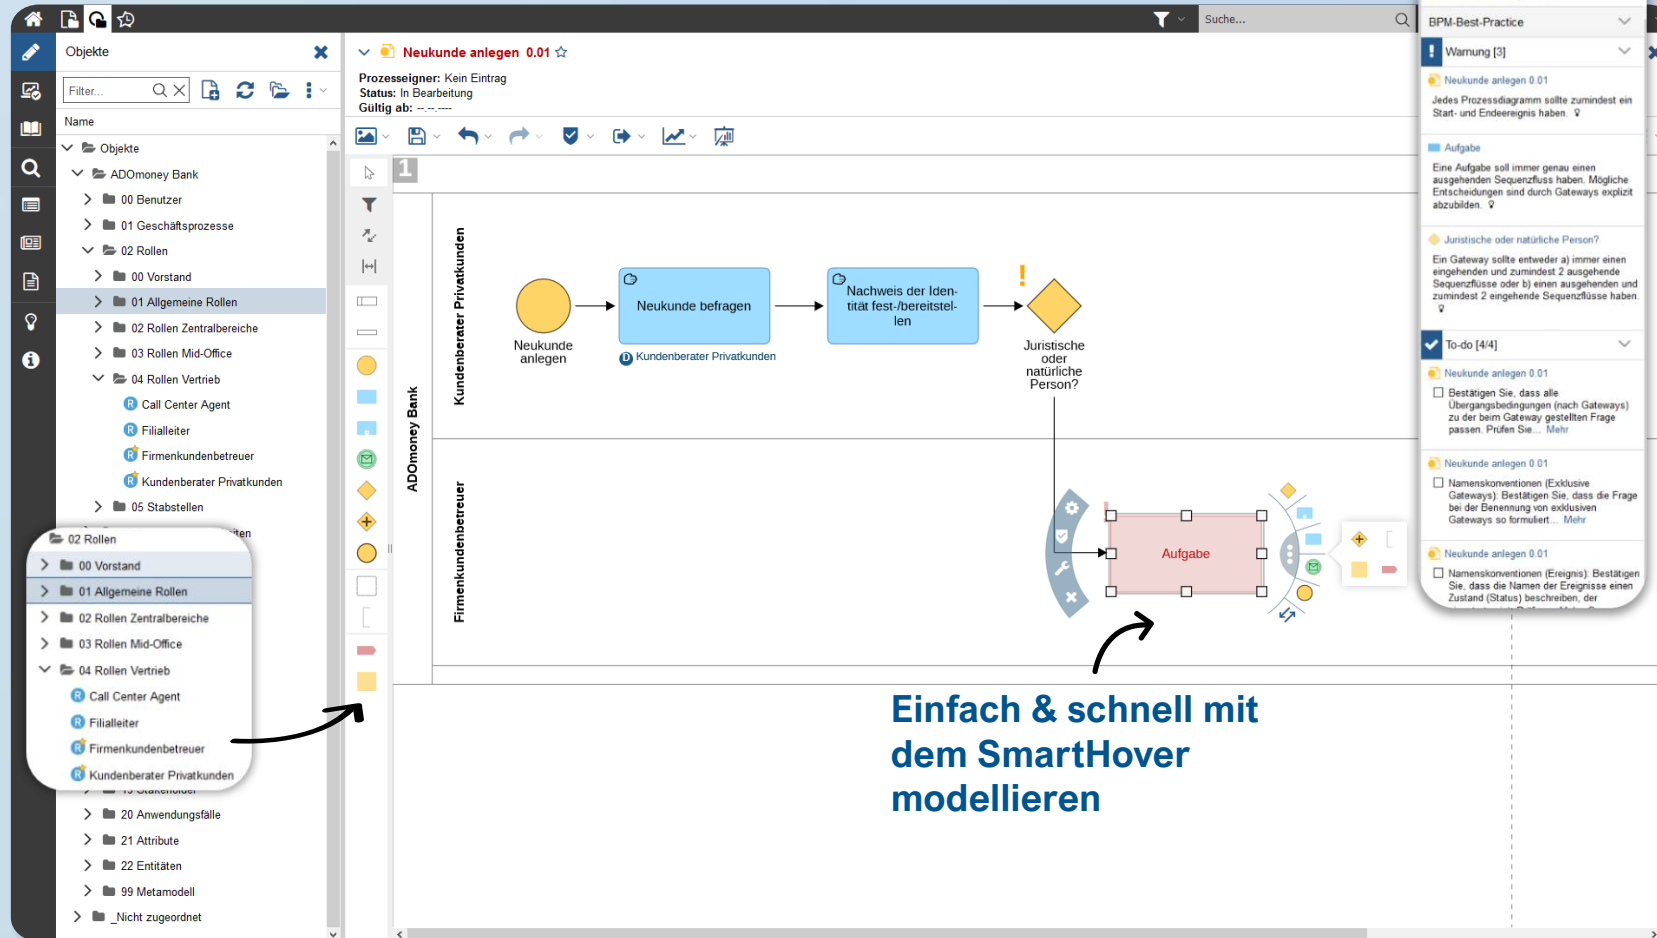 Suche...
Objekte
Filter...
Name
Objekte
ADOmoney Bank
00 Benutzer
01 Geschäftsprozesse
02 Rollen
00 Vorstand
01 Allgemeine Rollen
02 Rollen Zentralbereiche
03 Rollen Mid-Office
04 Rollen Vertrieb
R Call Center Agent
R Filialleiter
R Firmenkundenbetreuer
R Kundenberater Privatkunden
05 Stabstellen
02 Rollen
00 Vorstand
01 Allgemeine Rollen
02 Rollen Zentralbereiche
03 Rollen Mid-Office
04 Rollen Vertrieb
R Call Center Agent
R Filialleiter
R Firmenkundenbetreuer
R Kundenberater Privatkunden
20 Anwendungsfälle
21 Attribute
22 Entitäten
99 Metamodell
_Nicht zugeordnet
Neukunde anlegen 0.01
Prozesseigner: Kein Eintrag
Status: In Bearbeitung
Gültig ab: --.--.----
1
ADOmoney Bank
Kundenberater Privatkunden
Neukunde
anlegen
Neukunde befragen
D Kundenberater Privatkunden
Nachweis der Iden-
tität fest-/bereitstel-
len
!
Juristische
oder
natürliche
Person?
Firmenkundenbetreuer
Aufgabe
Einfach & schnell mit
dem SmartHover
modellieren
BPM-Best-Practice
! Warnung [3]
Neukunde anlegen 0.01
Jedes Prozessdiagramm sollte zumindest ein
Start- und Endeereignis haben.
Aufgabe
Eine Aufgabe soll immer genau einen
ausgehenden Sequenzfluss haben. Mögliche
Entscheidungen sind durch Gateways explizit
abzubilden.
Juristische oder natürliche Person?
Ein Gateway sollte entweder a) immer einen
eingehenden und zumindest 2 ausgehende
Sequenzflüsse oder b) einen ausgehenden und
zumindest 2 eingehende Sequenzflüsse haben.
To-do [4/4]
Neukunde anlegen 0.01
Bestätigen Sie, dass alle
Übergangsbedingungen (nach Gateways)
zu der beim Gateway gestellten Frage
passen. Prüfen Sie... Mehr
Neukunde anlegen 0.01
Namenskonventionen (Exklusive
Gateways): Bestätigen Sie, dass die Frage
bei der Benennung von exklusiven
Gateways so formuliert... Mehr
Neukunde anlegen 0.01
Namenskonventionen (Ereignis): Bestätigen
Sie, dass die Namen der Ereignisse einen
Zustand (Status) beschreiben, der